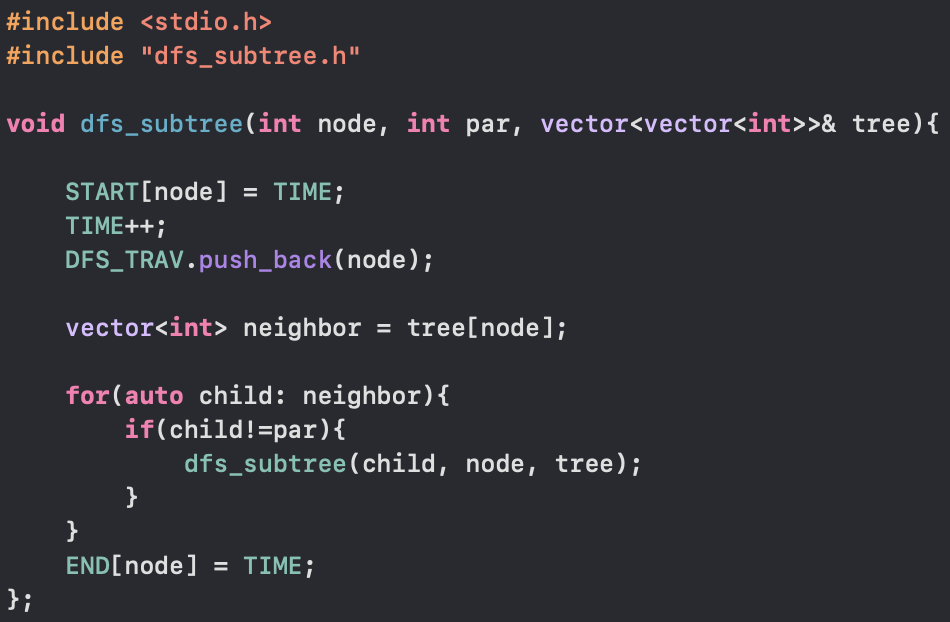 #include <stdio.h>
#include "dfs_subtree.h"
void dfs_subtree(int node, int par, vector<vector<int>>& tree){
START[node] = TIME;
TIME++;
DFS_TRAV.push_back(node);
vector<int> neighbor = tree[node];
for(auto child: neighbor){
if(child!=par){
dfs_subtree(child, node, tree);
}
}
END[node] = TIME;
};